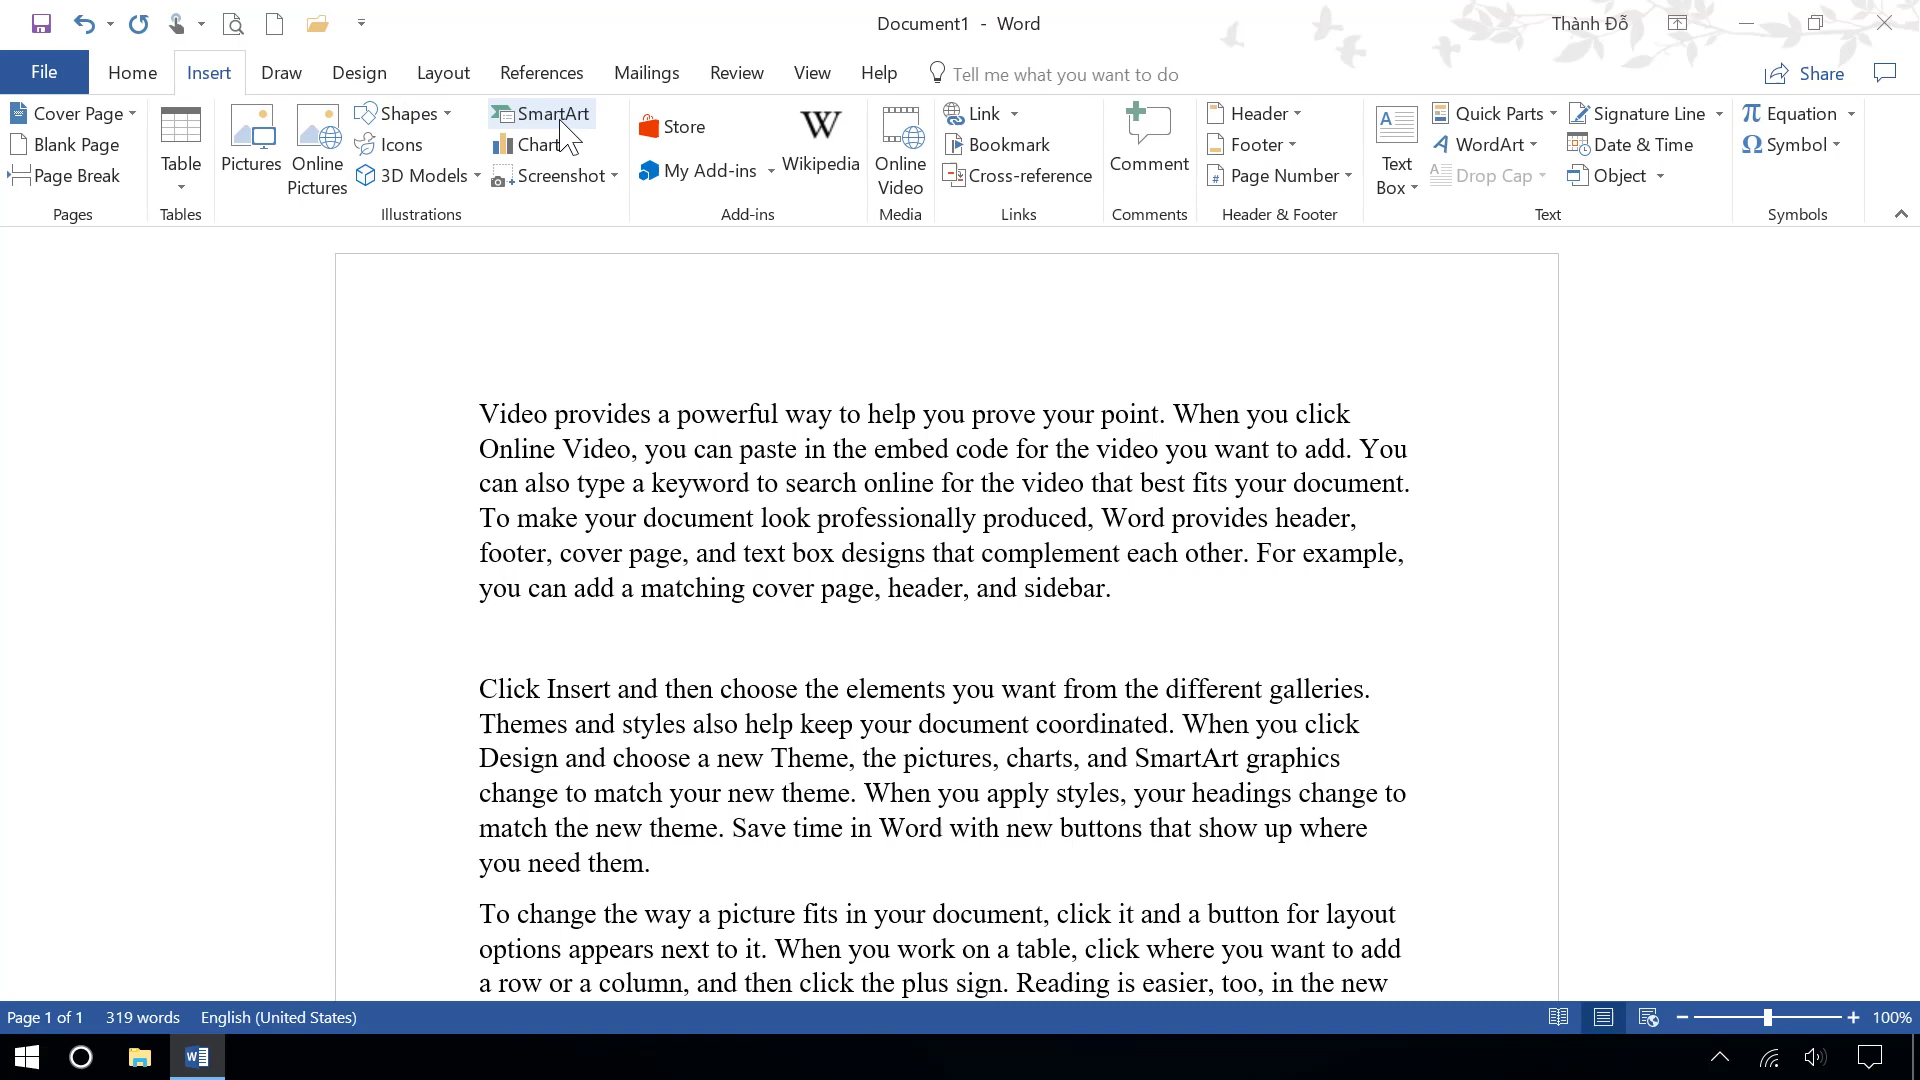 Document1 - Word
Thành Đỗ
File Home Insert Draw Design Layout References Mailings Review View Help Tell me what you want to do Share
Cover Page
Blank Page
Page Break
Pages
Table
Tables
Pictures
Online
Pictures
Shapes
Icons
3D Models
SmartArt
Chart
Screenshot
Illustrations
Store
My Add-ins
W
Wikipedia
Add-ins
Online
Video
Media
Link
Bookmark
Cross-reference
Links
Comment
Comments
Header
Footer
Page Number
Header & Footer
Text
Box
Quick Parts
WordArt
Drop Cap
Signature Line
Date & Time
Object
Text
π Equation
Ω Symbol
Symbols
Video provides a powerful way to help you prove your point. When you click
Online Video, you can paste in the embed code for the video you want to add. You
can also type a keyword to search online for the video that best fits your document.
To make your document look professionally produced, Word provides header,
footer, cover page, and text box designs that complement each other. For example,
you can add a matching cover page, header, and sidebar.
Click Insert and then choose the elements you want from the different galleries.
Themes and styles also help keep your document coordinated. When you click
Design and choose a new Theme, the pictures, charts, and SmartArt graphics
change to match your new theme. When you apply styles, your headings change to
match the new theme. Save time in Word with new buttons that show up where
you need them.
To change the way a picture fits in your document, click it and a button for layout
options appears next to it. When you work on a table, click where you want to add
a row or a column, and then click the plus sign. Reading is easier, too, in the new
Page 1 of 1 319 words English (United States) 100%